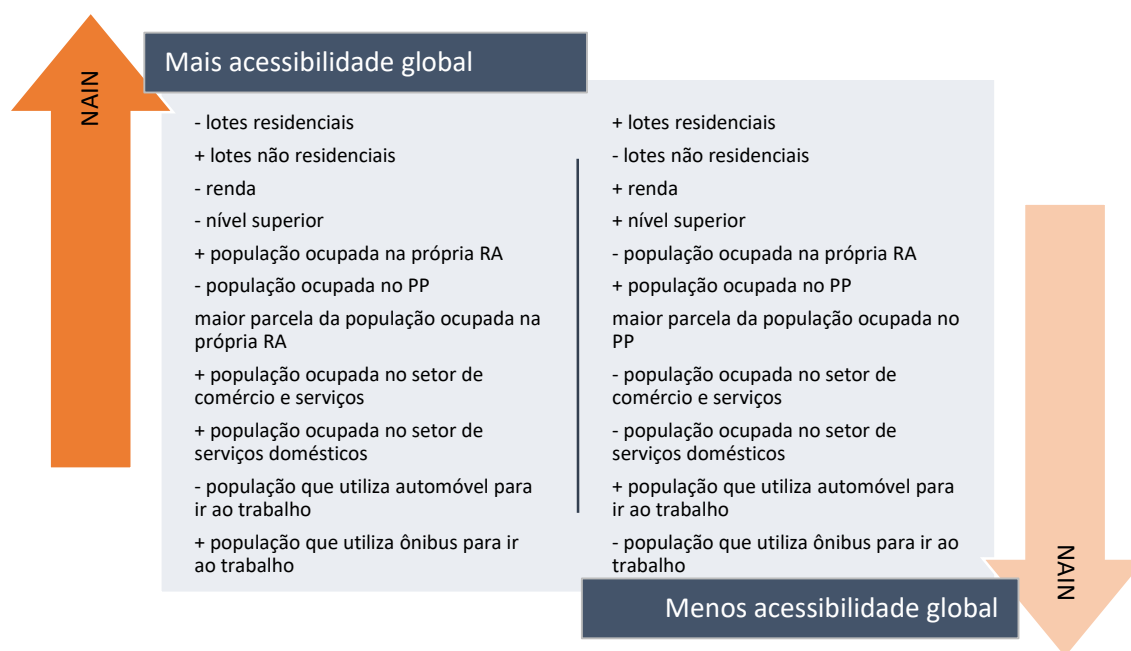 NAIN
Mais acessibilidade global
- lotes residenciais
+ lotes não residenciais
- renda
- nível superior
+ população ocupada na própria RA
- população ocupada no PP
maior parcela da população ocupada na
própria RA
+ população ocupada no setor de
comércio e serviços
+ população ocupada no setor de
serviços domésticos
- população que utiliza automóvel para
ir ao trabalho
+ população que utiliza ônibus para ir
ao trabalho
+ lotes residenciais
- lotes não residenciais
+ renda
+ nível superior
- população ocupada na própria RA
+ população ocupada no PP
maior parcela da população ocupada no
PP
- população ocupada no setor de
comércio e serviços
- população ocupada no setor de
serviços domésticos
+ população que utiliza automóvel para
ir ao trabalho
- população que utiliza ônibus para ir ao
trabalho
NAIN
Menos acessibilidade global